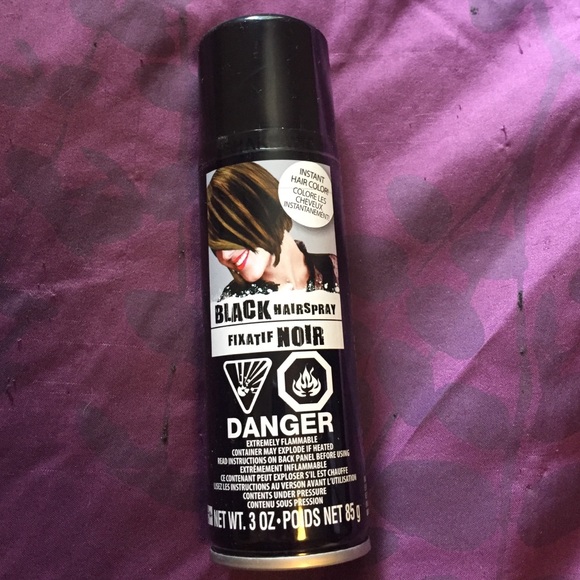 INSTANT
HAIR COLOR!
COLORE LES
CHEVEUX
INSTANTANÉMENT!
BLACK HAIRSPRAY
FIXATIF NOIR
DANGER
EXTREMELY FLAMMABLE
CONTAINER MAY EXPLODE IF HEATED
READ INSTRUCTIONS ON BACK PANEL BEFORE USING
EXTRÊMEMENT INFLAMMABLE
CE CONTENANT PEUT EXPLOSER S'IL EST CHAUFFÉ
LISEZ LES INSTRUCTIONS AU VERSON AVANT L'UTILISATION
CONTENTS UNDER PRESSURE
CONTENU SOUS PRESSION
NET WT. 3 OZ • POIDS NET 85 g